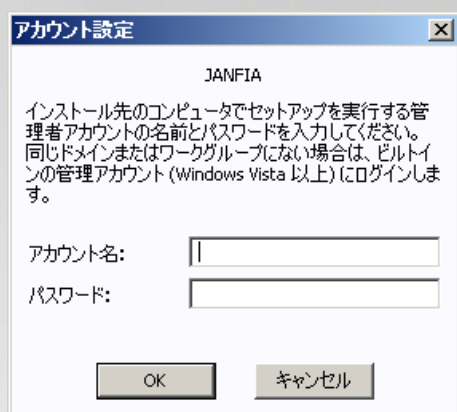 アカウント設定
JANFIA
インストール先のコンピュータでセットアップを実行する管
理者アカウントの名前とパスワードを入力してください。
同じドメインまたはワークグループにない場合は、ビルトイ
ンの管理アカウント (Windows Vista 以上) にログインしま
す。
アカウント名:
パスワード:
OK
キャンセル